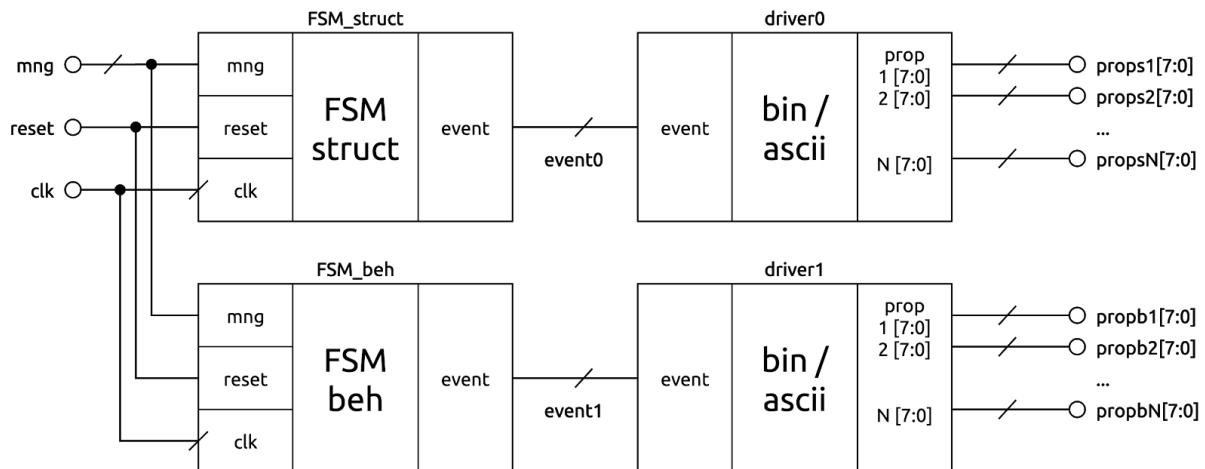 FSM_struct
driver0
mng
mng
reset
reset
clk
clk
FSM
struct
event
event0
event
bin /
ascii
prop
1 [7:0]
2 [7:0]
N [7:0]
props1[7:0]
props2[7:0]
...
propsN[7:0]
FSM_beh
driver1
mng
reset
clk
FSM
beh
event
event1
event
bin /
ascii
prop
1 [7:0]
2 [7:0]
N [7:0]
propb1[7:0]
propb2[7:0]
...
propbN[7:0]